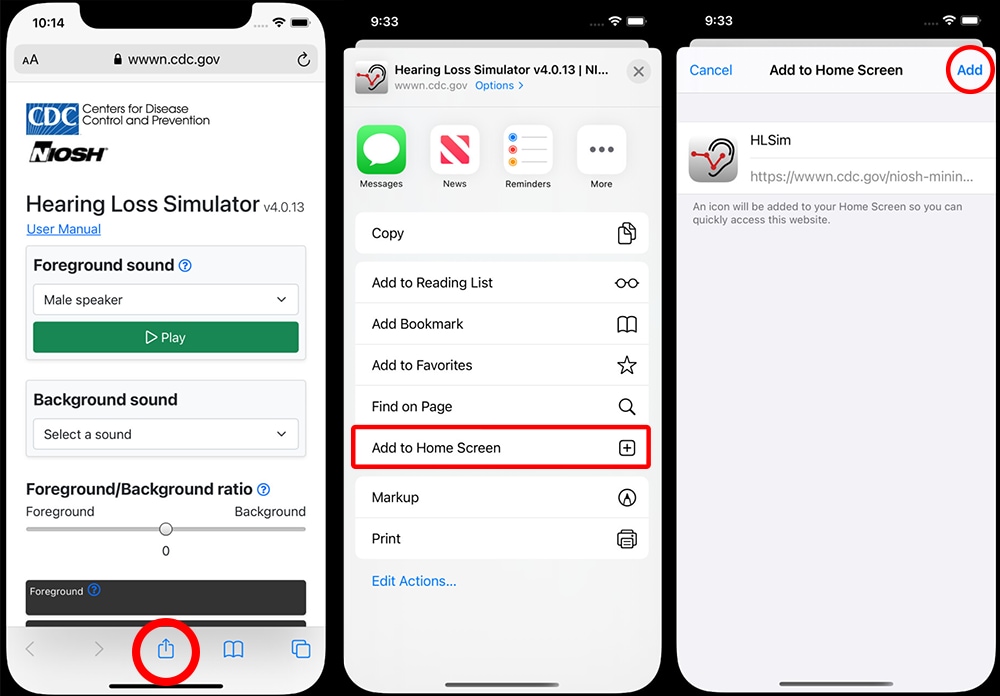 10:14
AA wwwn.cdc.gov
CDC Centers for Disease
Control and Prevention
NIOSH
Hearing Loss Simulator v4.0.13
User Manual
Foreground sound ?
Male speaker
Play
Background sound
Select a sound
Foreground/Background ratio ?
Foreground Background
0
Foreground ?
9:33
Hearing Loss Simulator v4.0.13 | NI...
wwwn.cdc.gov Options >
Messages News Reminders More
Copy
Add to Reading List
Add Bookmark
Add to Favorites
Find on Page
Add to Home Screen
Markup
Print
Edit Actions...
9:33
Cancel Add to Home Screen Add
HLSim
https://wwwn.cdc.gov/niosh-minin...
An icon will be added to your Home Screen so you can
quickly access this website.